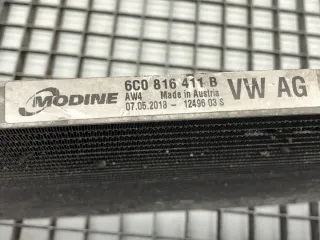 MODINE
6C0 816 411 B
VW AG
AW4 Made in Austria
07.05.2018 - 12496 03 S